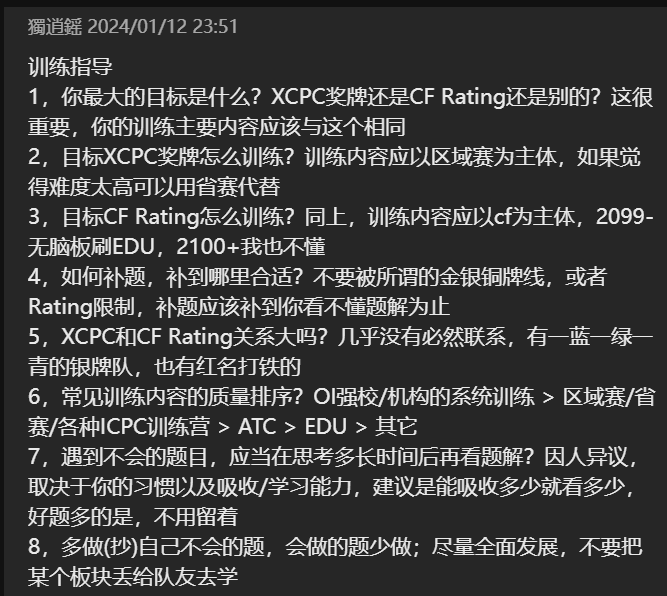 獨逍鎐 2024/01/12 23:51
训练指导
1，你最大的目标是什么？XCPC奖牌还是CF Rating还是别的？这很
重要，你的训练主要内容应该与这个相同
2，目标XCPC奖牌怎么训练？训练内容应以区域赛为主体，如果觉
得难度太高可以用省赛代替
3，目标CF Rating怎么训练？同上，训练内容应以cf为主体，2099-
无脑板刷EDU，2100+我也不懂
4，如何补题，补到哪里合适？不要被所谓的金银铜牌线，或者
Rating限制，补题应该补到你看不懂题解为止
5，XCPC和CF Rating关系大吗？几乎没有必然联系，有一蓝一绿一
青的银牌队，也有红名打铁的
6，常见训练内容的质量排序？OI强校/机构的系统训练 > 区域赛/省
赛/各种ICPC训练营 > ATC > EDU > 其它
7，遇到不会的题目，应当在思考多长时间后再看题解？因人异议，
取决于你的习惯以及吸收/学习能力，建议是能吸收多少就看多少，
好题多的是，不用留着
8，多做(抄)自己不会的题，会做的题少做；尽量全面发展，不要把
某个板块丢给队友去学